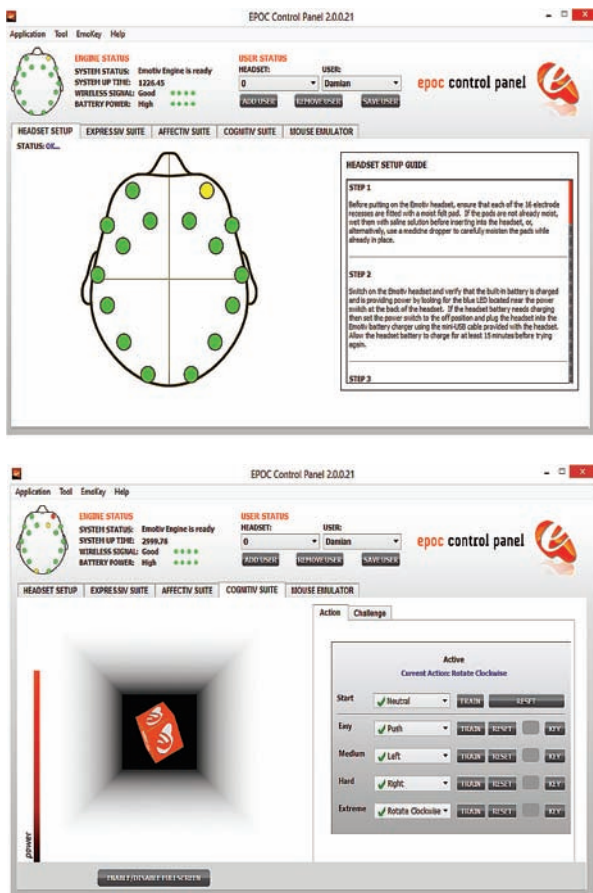 EPOC Control Panel 2.0.0.21
Application Tool EmoKey Help
ENGINE STATUS
SYSTEM STATUS: Emotiv Engine is ready
SYSTEM UP TIME: 1226.45
WIRELESS SIGNAL: Good
BATTERY POWER: High
USER STATUS
HEADSET: USER:
0 Damian
ADD USER REMOVE USER SAVE USER
epoc control panel
HEADSET SETUP EXPRESSIV SUITE AFFECTIV SUITE COGNITIV SUITE MOUSE EMULATOR
STATUS: OK...
HEADSET SETUP GUIDE
STEP 1
Before putting on the Emotiv headset, ensure that each of the 16 electrode
recesses are fitted with a moist felt pad. If the pads are not already moist,
wet them with saline solution before inserting into the headset, or,
alternatively, use a medicine dropper to carefully moisten the pads while
already in place.
STEP 2
Switch on the Emotiv headset and verify that the built-in battery is charged
and is providing power by looking for the blue LED located near the power
switch at the back of the headset. If the headset battery needs charging
then set the power switch to the off position and plug the headset into the
Emotiv battery charger using the mini-USB cable provided with the headset.
Allow the headset battery to charge for at least 15 minutes before trying
again.
STEP 3
EPOC Control Panel 2.0.0.21
Application Tool EmoKey Help
ENGINE STATUS
SYSTEM STATUS: Emotiv Engine is ready
SYSTEM UP TIME: 2999.76
WIRELESS SIGNAL: Good
BATTERY POWER: High
USER STATUS
HEADSET: USER:
0 Damian
ADD USER REMOVE USER SAVE USER
epoc control panel
HEADSET SETUP EXPRESSIV SUITE AFFECTIV SUITE COGNITIV SUITE MOUSE EMULATOR
Action Challenge
Active
Current Action: Rotate Clockwise
Start Neutral TRAIN RESET
Easy Push TRAIN RESET KEY
Medium Left TRAIN RESET KEY
Hard Right TRAIN RESET KEY
Extreme Rotate Clockwise TRAIN RESET KEY
power
ENABLE/DISABLE FULLSCREEN